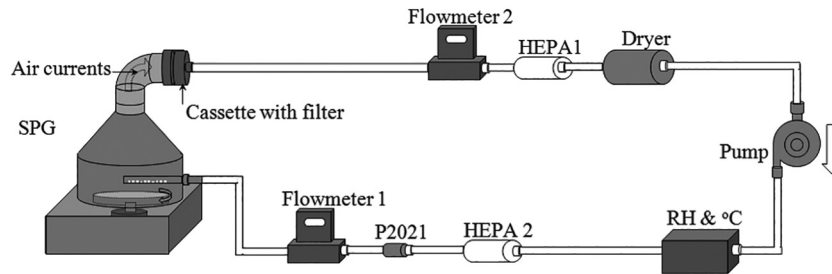 Flowmeter 2
HEPA1
Dryer
Air currents
Cassette with filter
SPG
Pump
Flowmeter 1
P2021
HEPA 2
RH & °C